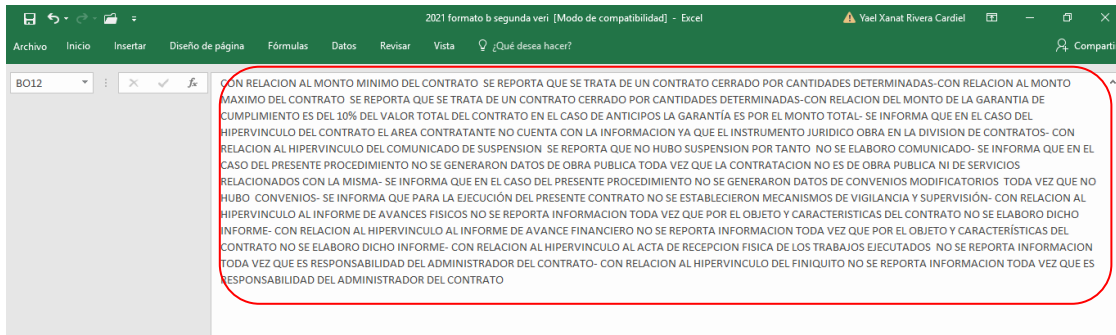 2021 formato b segunda veri [Modo de compatibilidad] - Excel
Yael Xanat Rivera Cardiel
Archivo Inicio Insertar Diseño de página Fórmulas Datos Revisar Vista ¿Qué desea hacer? Comparti
BO12 fx
CON RELACION AL MONTO MINIMO DEL CONTRATO SE REPORTA QUE SE TRATA DE UN CONTRATO CERRADO POR CANTIDADES DETERMINADAS-CON RELACION AL MONTO
MAXIMO DEL CONTRATO SE REPORTA QUE SE TRATA DE UN CONTRATO CERRADO POR CANTIDADES DETERMINADAS-CON RELACION DEL MONTO DE LA GARANTIA DE
CUMPLIMIENTO ES DEL 10% DEL VALOR TOTAL DEL CONTRATO EN EL CASO DE ANTICIPOS LA GARANTÍA ES POR EL MONTO TOTAL- SE INFORMA QUE EN EL CASO DEL
HIPERVINCULO DEL CONTRATO EL AREA CONTRATANTE NO CUENTA CON LA INFORMACION YA QUE EL INSTRUMENTO JURIDICO OBRA EN LA DIVISION DE CONTRATOS- CON
RELACION AL HIPERVINCULO DEL COMUNICADO DE SUSPENSION SE REPORTA QUE NO HUBO SUSPENSION POR TANTO NO SE ELABORO COMUNICADO- SE INFORMA QUE EN EL
CASO DEL PRESENTE PROCEDIMIENTO NO SE GENERARON DATOS DE OBRA PUBLICA TODA VEZ QUE LA CONTRATACION NO ES DE OBRA PUBLICA NI DE SERVICIOS
RELACIONADOS CON LA MISMA- SE INFORMA QUE EN EL CASO DEL PRESENTE PROCEDIMIENTO NO SE GENERARON DATOS DE CONVENIOS MODIFICATORIOS TODA VEZ QUE NO
HUBO CONVENIOS- SE INFORMA QUE PARA LA EJECUCIÓN DEL PRESENTE CONTRATO NO SE ESTABLECIERON MECANISMOS DE VIGILANCIA Y SUPERVISIÓN- CON RELACION AL
HIPERVINCULO AL INFORME DE AVANCES FISICOS NO SE REPORTA INFORMACION TODA VEZ QUE POR EL OBJETO Y CARACTERISTICAS DEL CONTRATO NO SE ELABORO DICHO
INFORME- CON RELACION AL HIPERVINCULO AL INFORME DE AVANCE FINANCIERO NO SE REPORTA INFORMACION TODA VEZ QUE POR EL OBJETO Y CARACTERÍSTICAS DEL
CONTRATO NO SE ELABORO DICHO INFORME- CON RELACION AL HIPERVINCULO AL ACTA DE RECEPCION FISICA DE LOS TRABAJOS EJECUTADOS NO SE REPORTA INFORMACION
TODA VEZ QUE ES RESPONSABILIDAD DEL ADMINISTRADOR DEL CONTRATO- CON RELACION AL HIPERVINCULO DEL FINIQUITO NO SE REPORTA INFORMACION TODA VEZ QUE ES
RESPONSABILIDAD DEL ADMINISTRADOR DEL CONTRATO